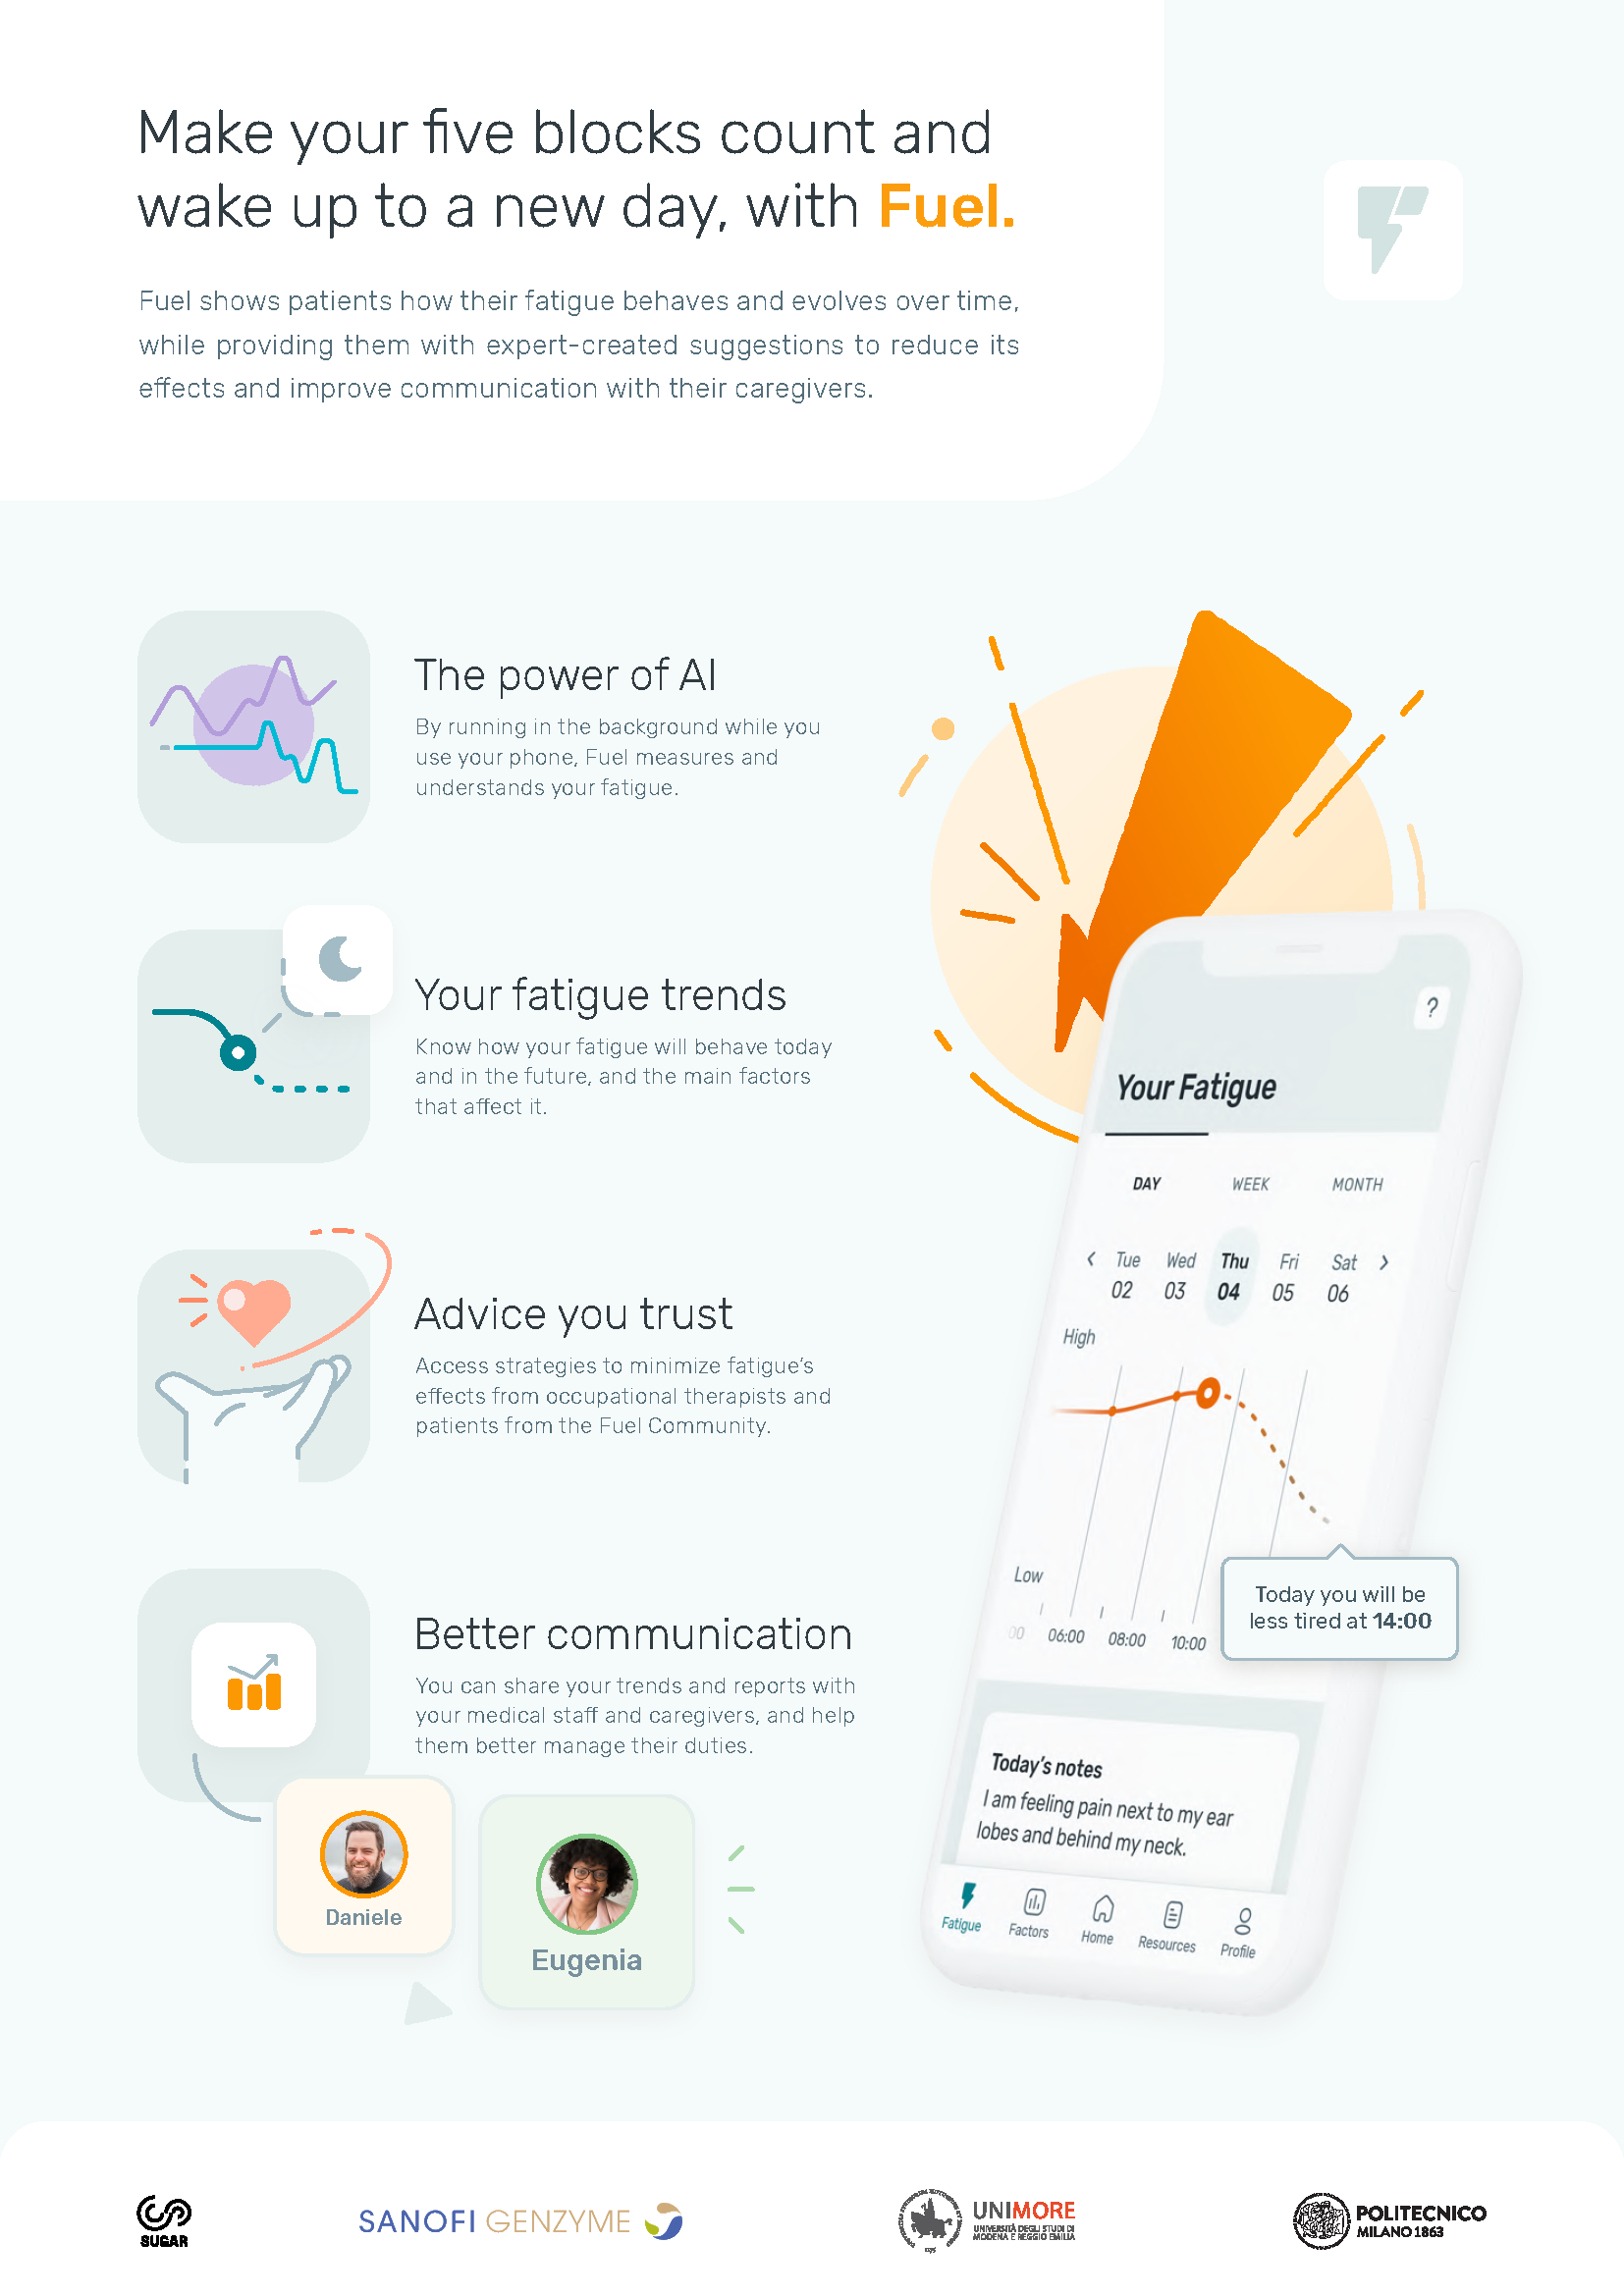 Make your five blocks count and
wake up to a new day, with Fuel.
Fuel shows patients how their fatigue behaves and evolves over time,
while providing them with expert-created suggestions to reduce its
effects and improve communication with their caregivers.
The power of AI
By running in the background while you
use your phone, Fuel measures and
understands your fatigue.
Your fatigue trends
Know how your fatigue will behave today
and in the future, and the main factors
that affect it.
Advice you trust
Access strategies to minimize fatigue's
effects from occupational therapists and
patients from the Fuel Community.
Better communication
You can share your trends and reports with
your medical staff and caregivers, and help
them better manage their duties.
Daniele
Eugenia
?
Your Fatigue
DAY WEEK MONTH
Tue Wed Thu Fri Sat
02 03 04 05 06
High
Low
00 06:00 08:00 10:00
Today you will be
less tired at 14:00
Today's notes
I am feeling pain next to my ear
lobes and behind my neck.
Fatigue Factors Home Resources Profile
SUGAR
SANOFI GENZYME
UNIMORE
UNIVERSITÀ DEGLI STUDI DI
MODENA E REGGIO EMILIA
1175
POLITECNICO
MILANO 1863